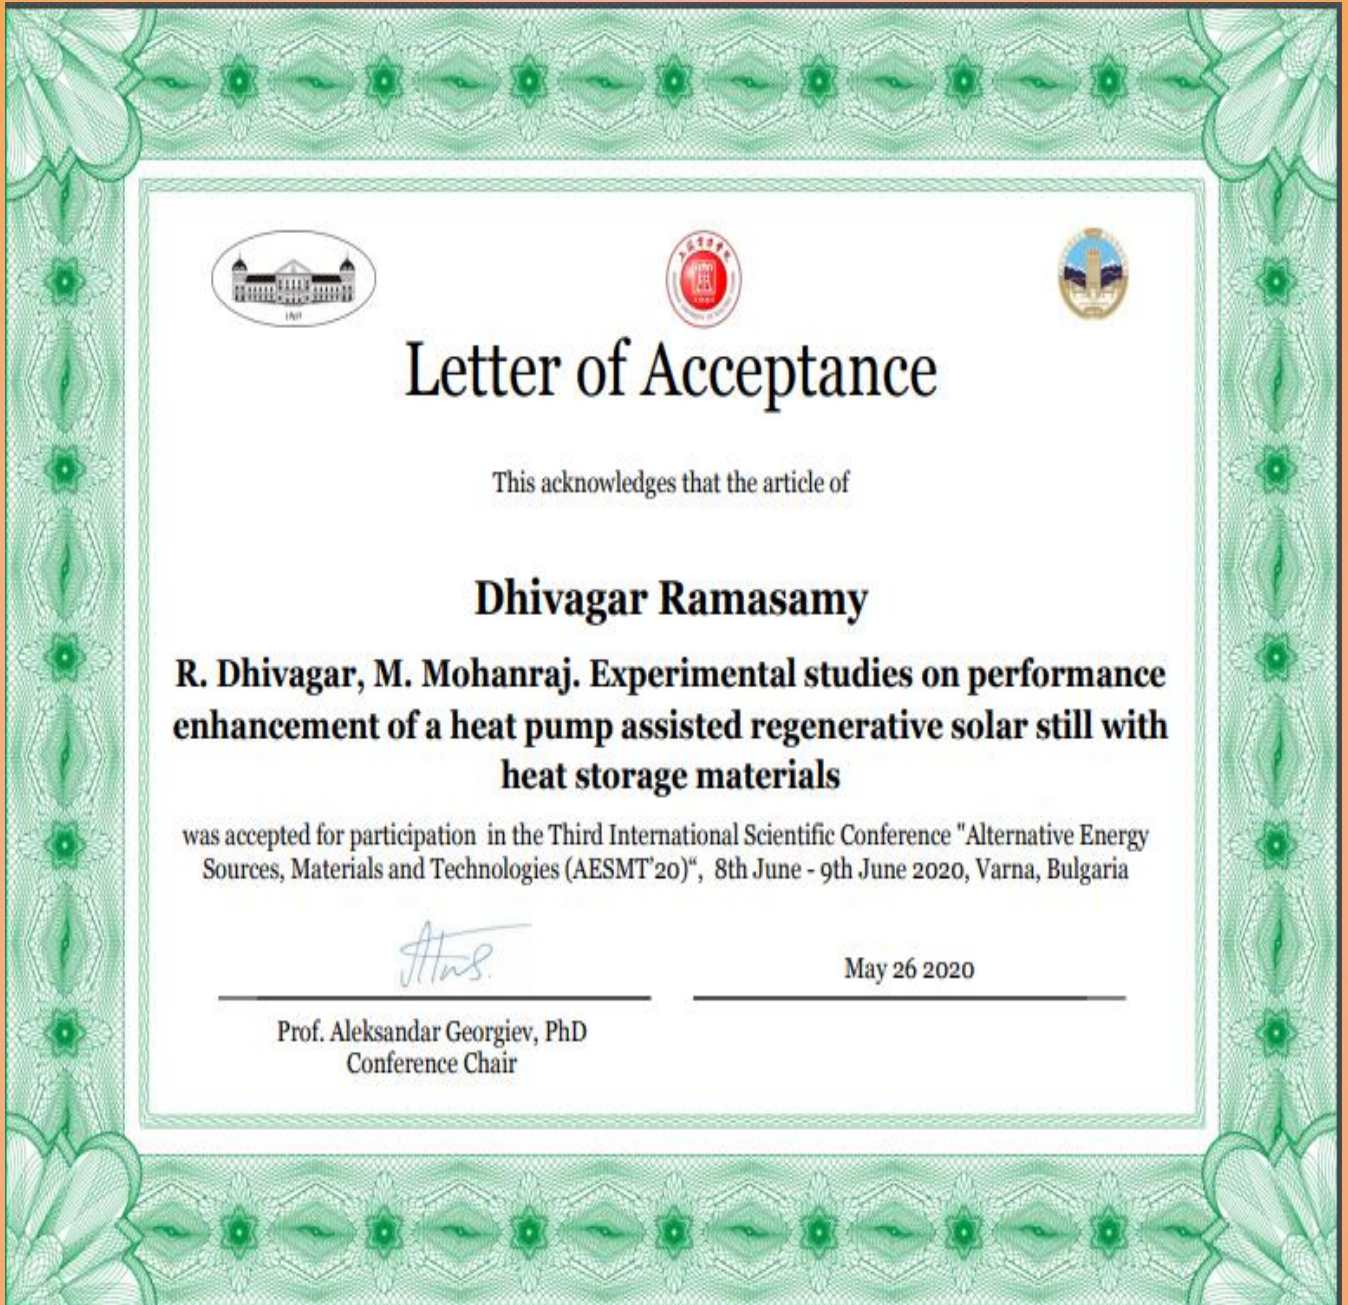 Letter of Acceptance
This acknowledges that the article of
Dhivagar Ramasamy
R. Dhivagar, M. Mohanraj. Experimental studies on performance
enhancement of a heat pump assisted regenerative solar still with
heat storage materials
was accepted for participation in the Third International Scientific Conference "Alternative Energy
Sources, Materials and Technologies (AESMT'20)“, 8th June - 9th June 2020, Varna, Bulgaria
May 26 2020
Prof. Aleksandar Georgiev, PhD
Conference Chair